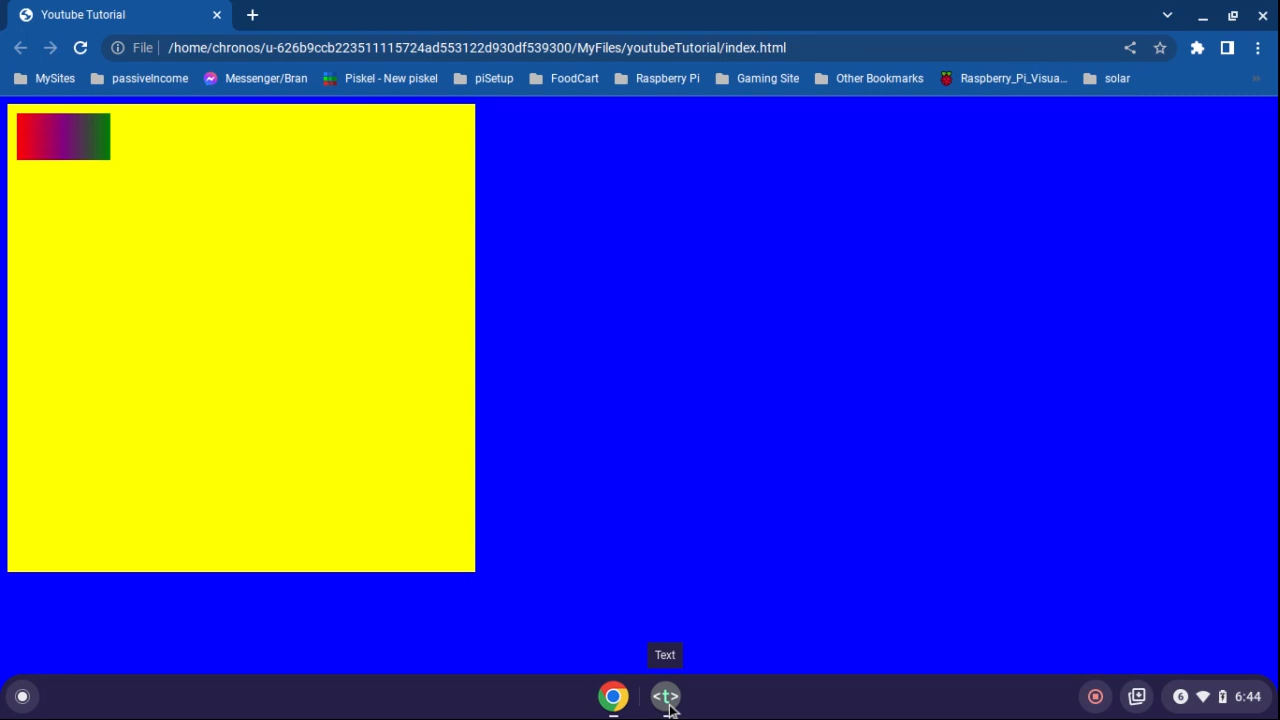 Youtube Tutorial
File /home/chronos/u-626b9ccb223511115724ad553122d930df539300/MyFiles/youtubeTutorial/index.html
MySites passiveIncome Messenger/Bran Piskel - New piskel piSetup FoodCart Raspberry Pi Gaming Site Other Bookmarks Raspberry_Pi_Visua... solar »
Text
<t> 6 6:44